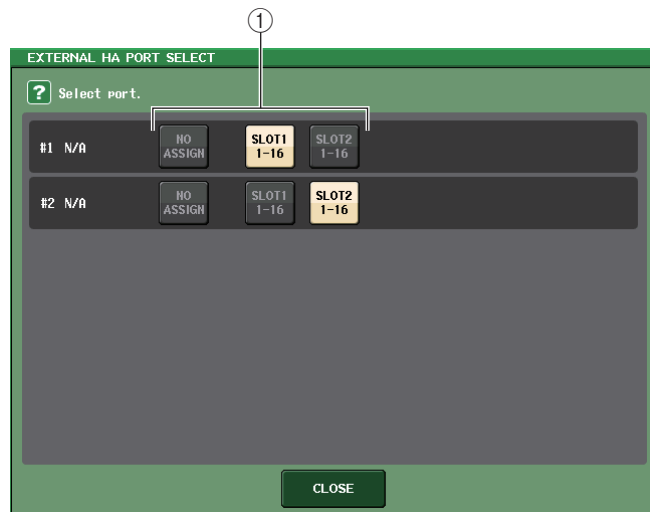 ①
EXTERNAL HA PORT SELECT
? Select port.
#1 N/A NO ASSIGN SLOT1 1-16 SLOT2 1-16
#2 N/A NO ASSIGN SLOT1 1-16 SLOT2 1-16
CLOSE